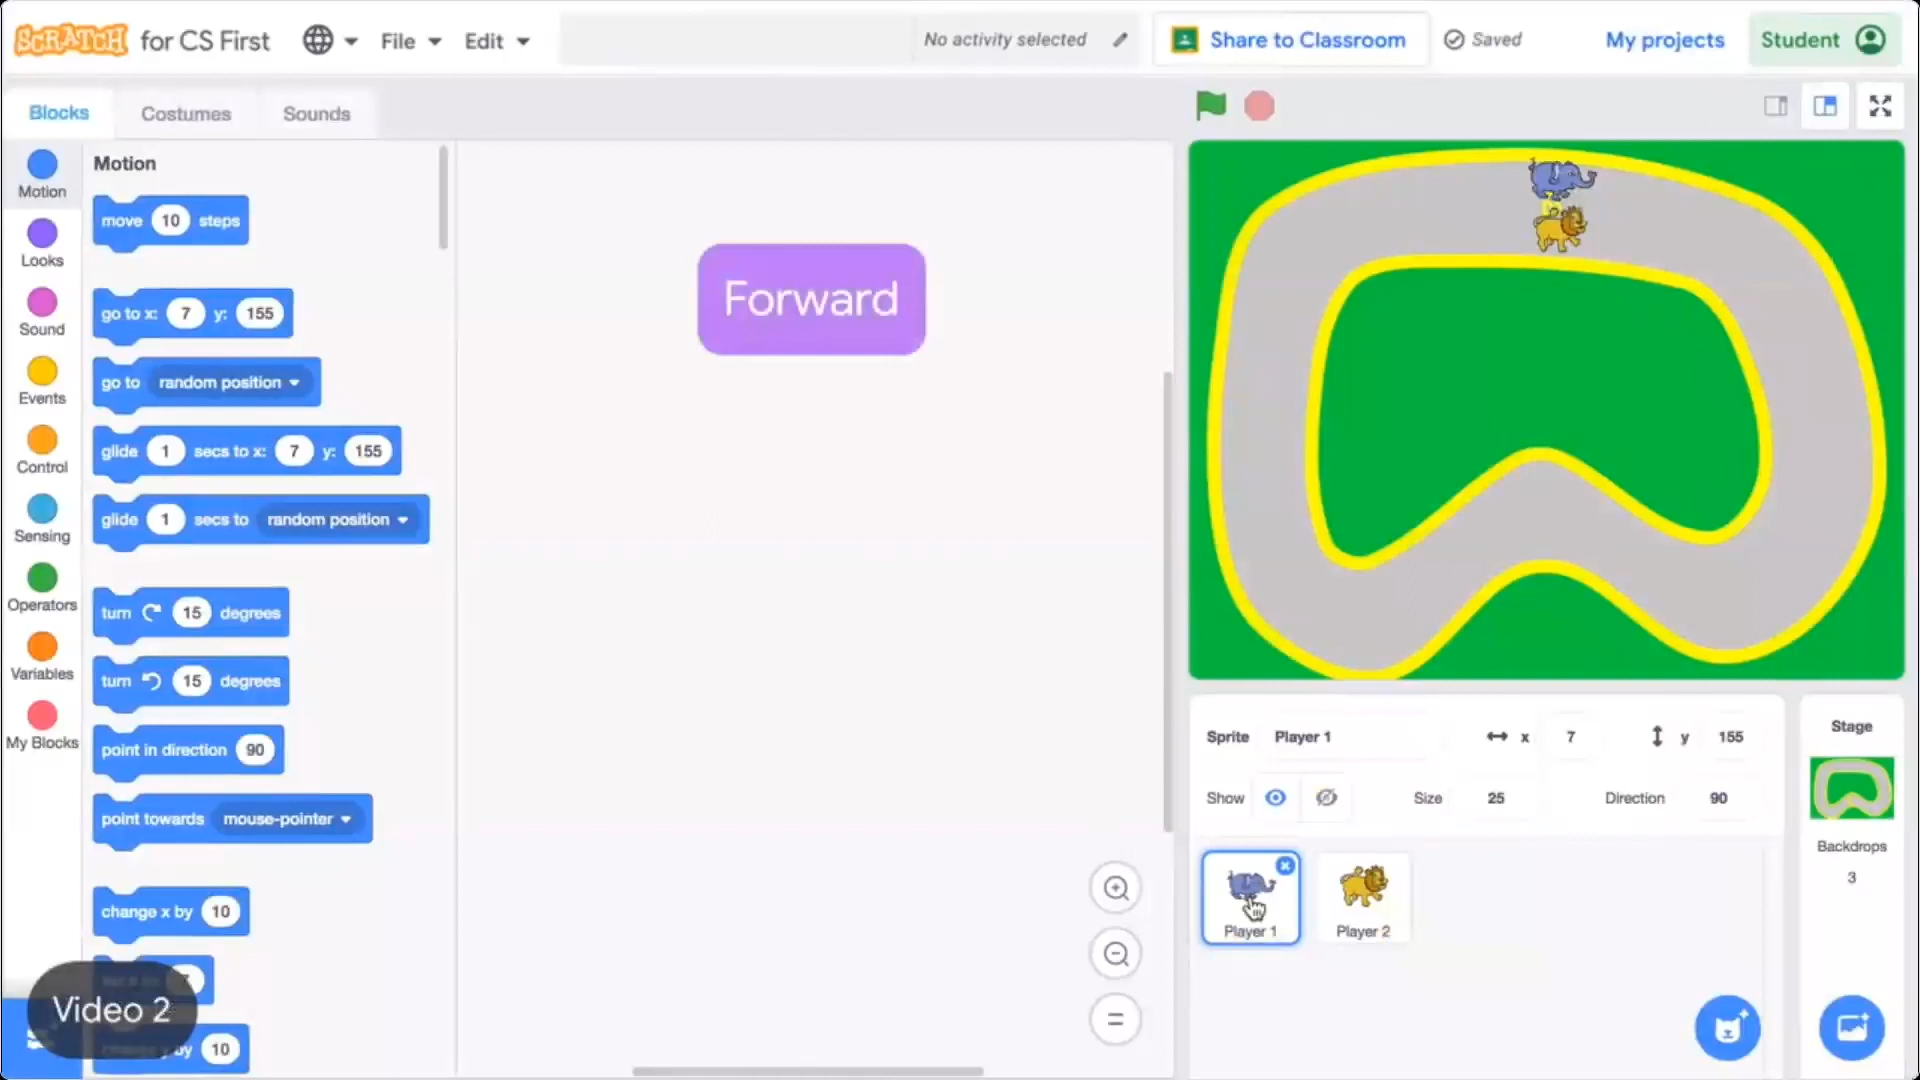 SCRATCH for CS First
File
Edit
No activity selected
Share to Classroom
Saved
My projects
Student
Blocks
Costumes
Sounds
Motion
Looks
Sound
Events
Control
Sensing
Operators
Variables
My Blocks
Motion
move 10 steps
go to x: 7 y: 155
go to random position
glide 1 secs to x: 7 y: 155
glide 1 secs to random position
turn 15 degrees
turn 15 degrees
point in direction 90
point towards mouse-pointer
change x by 10
by 10
Video 2
Forward
Sprite Player 1 x 7 y 155
Show Size 25 Direction 90
Player 1
Player 2
Stage
Backdrops
3